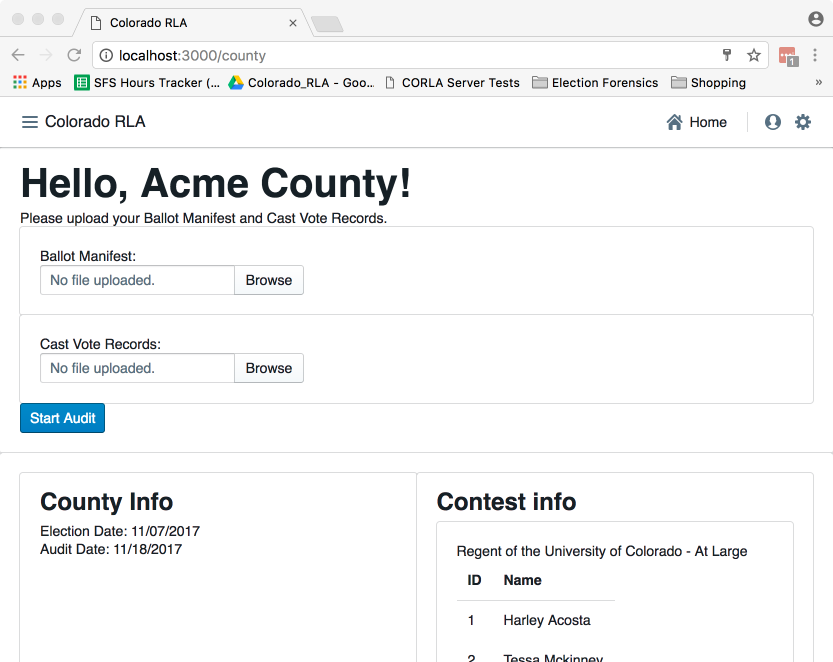 Colorado RLA
localhost:3000/county
1
Apps SFS Hours Tracker (... Colorado_RLA - Goo... CORLA Server Tests Election Forensics Shopping »
Colorado RLA Home
Hello, Acme County!
Please upload your Ballot Manifest and Cast Vote Records.
Ballot Manifest:
No file uploaded. Browse
Cast Vote Records:
No file uploaded. Browse
Start Audit
County Info
Election Date: 11/07/2017
Audit Date: 11/18/2017
Contest info
Regent of the University of Colorado - At Large
ID Name
1 Harley Acosta
2 Tessa Mckinney